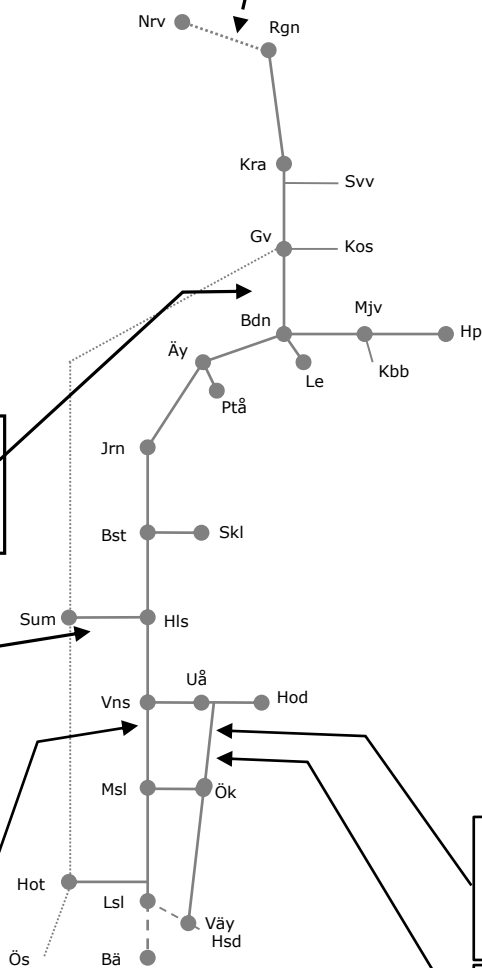 Nrv
Rgn
Kra
Svv
Gv
Kos
Bdn
Mjv
Hp
Äy
Le
Kbb
Ptå
Jrn
Bst
Skl
Sum
Hls
Uå
Vns
Hod
Msl
Ök
Hot
Lsl
Väy
Hsd
Ös
Bä